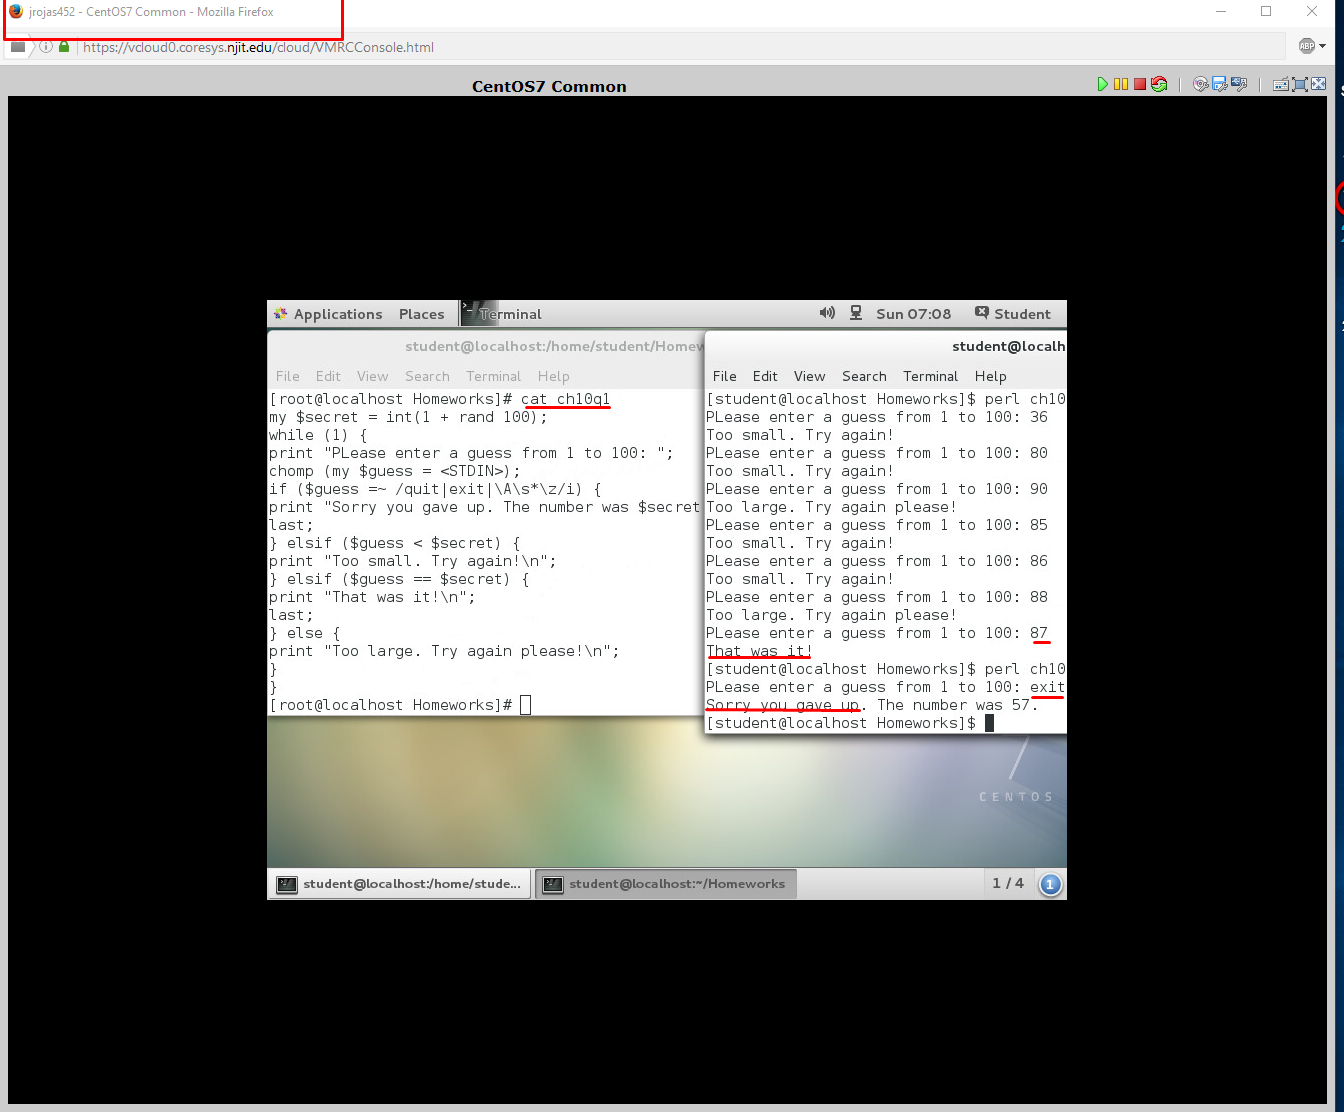 jrojas452 - CentOS7 Common - Mozilla Firefox
https://vcloud0.coresys.njit.edu/cloud/VMRCConsole.html
ABP
CentOS7 Common
Applications Places Terminal Sun 07:08 Student
student@localhost:/home/student/Homew
File Edit View Search Terminal Help
[root@localhost Homeworks]# cat ch10q1
my $secret = int(1 + rand 100);
while (1) {
print "PLease enter a guess from 1 to 100: ";
chomp (my $guess = <STDIN>);
if ($guess =~ /quit|exit|\A\s*\z/i) {
print "Sorry you gave up. The number was $secret
last;
} elsif ($guess < $secret) {
print "Too small. Try again!\n";
} elsif ($guess == $secret) {
print "That was it!\n";
last;
} else {
print "Too large. Try again please!\n";
}
}
[root@localhost Homeworks]#
student@localh
File Edit View Search Terminal Help
[student@localhost Homeworks]$ perl ch10
PLease enter a guess from 1 to 100: 36
Too small. Try again!
PLease enter a guess from 1 to 100: 80
Too small. Try again!
PLease enter a guess from 1 to 100: 90
Too large. Try again please!
PLease enter a guess from 1 to 100: 85
Too small. Try again!
PLease enter a guess from 1 to 100: 86
Too small. Try again!
PLease enter a guess from 1 to 100: 88
Too large. Try again please!
PLease enter a guess from 1 to 100: 87
That was it!
[student@localhost Homeworks]$ perl ch10
PLease enter a guess from 1 to 100: exit
Sorry you gave up. The number was 57.
[student@localhost Homeworks]$
CENTOS
student@localhost:/home/stude... student@localhost:~/Homeworks 1 / 4 1